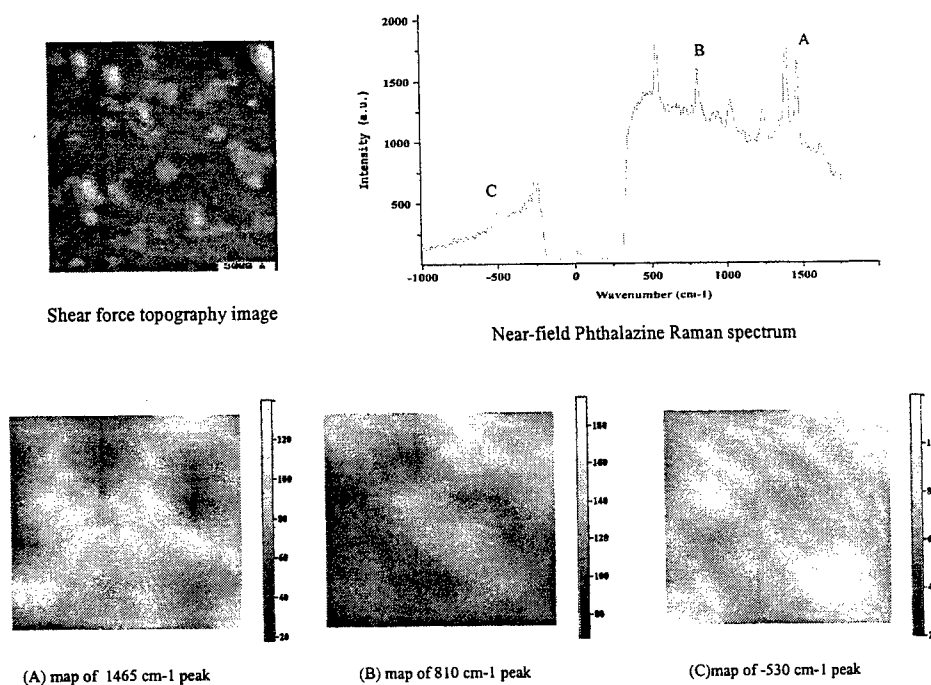 2000
1500
1000
500
Intensity (a.u.)
A
B
C
-1000
-500
0
500
1000
1500
Wavenumber (cm-1)
Shear force topography image
Near-field Phthalazine Raman spectrum
120
100
80
60
40
20
180
160
140
120
100
80
(A) map of 1465 cm-1 peak
(B) map of 810 cm-1 peak
(C)map of -530 cm-1 peak